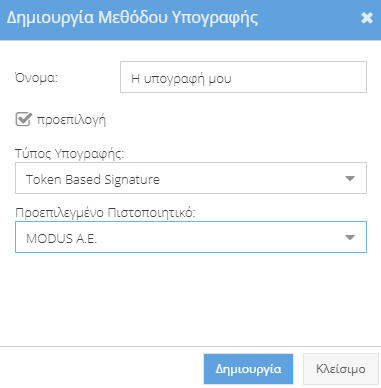 Δημιουργία Μεθόδου Υπογραφής
Όνομα: Η υπογραφή μου
προεπιλογή
Τύπος Υπογραφής:
Token Based Signature
Προεπιλεγμένο Πιστοποιητικό:
MODUS A.E.
Δημιουργία Κλείσιμο